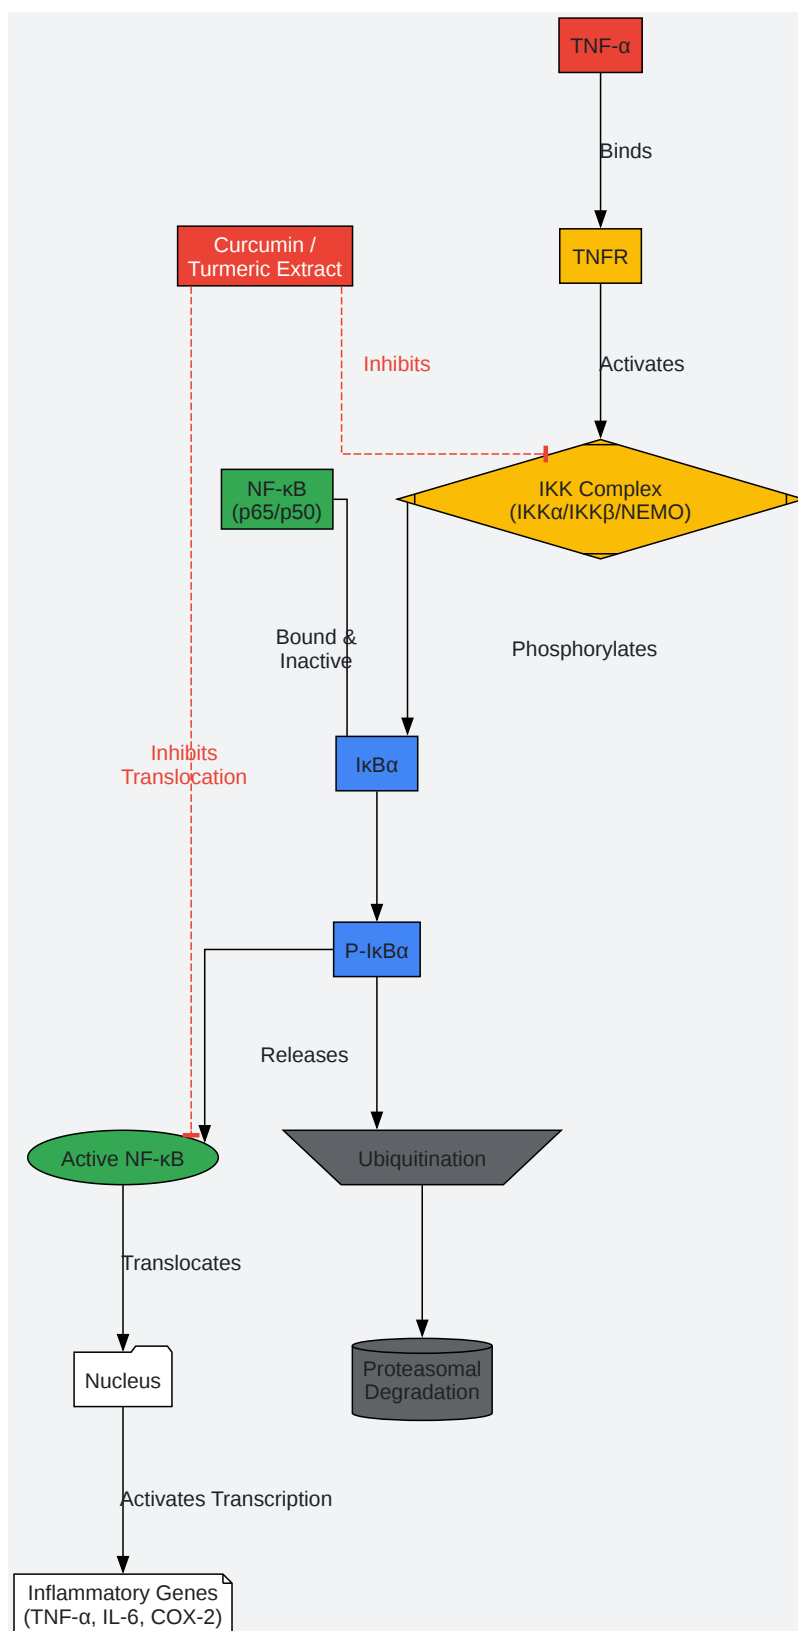 TNF-α
Binds
Curcumin /
Turmeric Extract
TNFR
Inhibits
Activates
NF-κB
(p65/p50)
IKK Complex
(IKKα/IKKβ/NEMO)
Bound &
Inactive
Phosphorylates
Inhibits
Translocation
IκBα
P-IκBα
Releases
Active NF-κB
Ubiquitination
Translocates
Nucleus
Proteasomal
Degradation
Activates Transcription
Inflammatory Genes
(TNF-α, IL-6, COX-2)